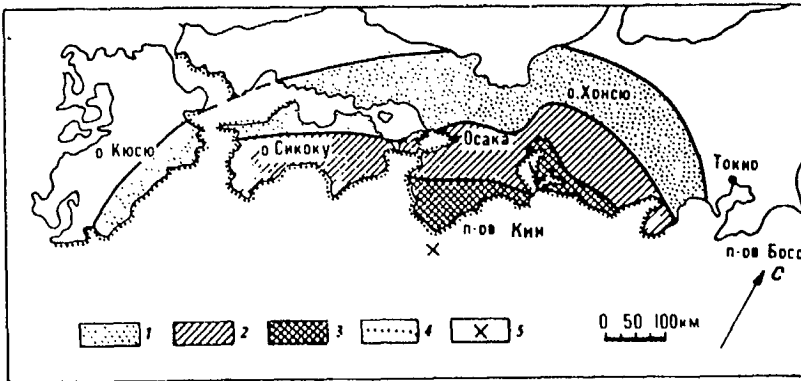 о. Хонсю
о Кюсю
о Сикоку
Осака
Токио
п-ов Кии
п-ов Босо
С
1 2 3 4 5
0 50 100км